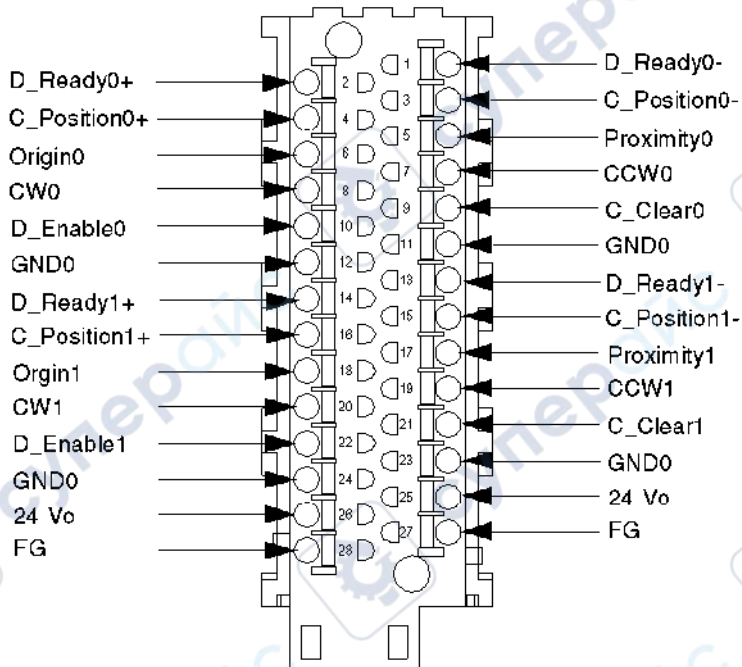 D_Ready0+ 2 1 D_Ready0-
C_Position0+ 4 3 C_Position0-
Origin0 6 5 Proximity0
CW0 8 7 CCW0
D_Enable0 10 9 C_Clear0
GND0 12 11 GND0
D_Ready1+ 14 13 D_Ready1-
C_Position1+ 16 15 C_Position1-
Orgin1 18 17 Proximity1
CW1 20 19 CCW1
D_Enable1 22 21 C_Clear1
GND0 24 23 GND0
24 Vo 26 25 24 Vo
FG 28 27 FG
суперайс
суперайс